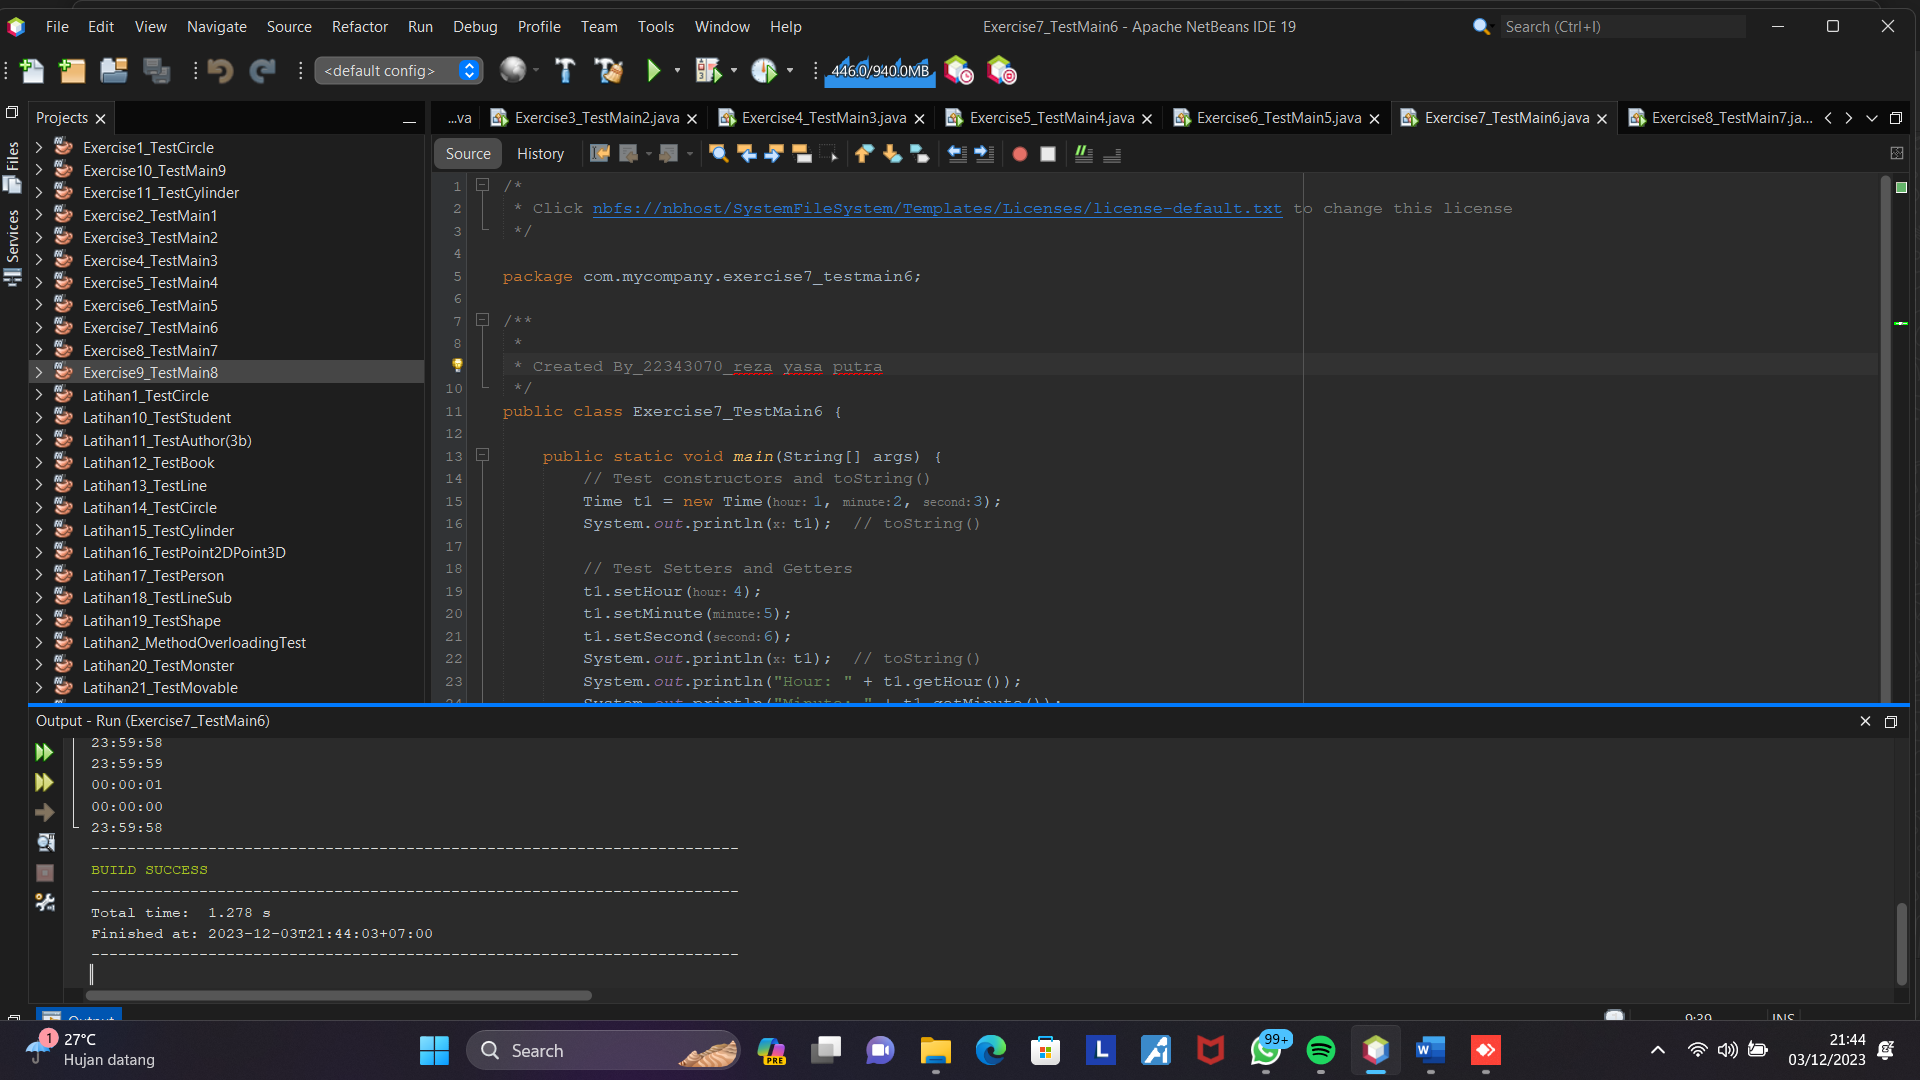 File Edit View Navigate Source Refactor Run Debug Profile Team Tools Window Help
Exercise7_TestMain6 - Apache NetBeans IDE 19
Search (Ctrl+I)
<default config>
446.0/940.0MB
Projects
...va
Exercise3_TestMain2.java
Exercise4_TestMain3.java
Exercise5_TestMain4.java
Exercise6_TestMain5.java
Exercise7_TestMain6.java
Exercise8_TestMain7.ja...
Files
Services
Exercise1_TestCircle
Exercise10_TestMain9
Exercise11_TestCylinder
Exercise2_TestMain1
Exercise3_TestMain2
Exercise4_TestMain3
Exercise5_TestMain4
Exercise6_TestMain5
Exercise7_TestMain6
Exercise8_TestMain7
Exercise9_TestMain8
Latihan1_TestCircle
Latihan10_TestStudent
Latihan11_TestAuthor(3b)
Latihan12_TestBook
Latihan13_TestLine
Latihan14_TestCircle
Latihan15_TestCylinder
Latihan16_TestPoint2DPoint3D
Latihan17_TestPerson
Latihan18_TestLineSub
Latihan19_TestShape
Latihan2_MethodOverloadingTest
Latihan20_TestMonster
Latihan21_TestMovable
Source History
1 /*
2 * Click nbfs://nbhost/SystemFileSystem/Templates/Licenses/license-default.txt to change this license
3 */
4
5 package com.mycompany.exercise7_testmain6;
6
7 /**
8 *
* Created By_22343070_reza yasa putra
10 */
11 public class Exercise7_TestMain6 {
12
13 public static void main(String[] args) {
14 // Test constructors and toString()
15 Time t1 = new Time(hour: 1, minute: 2, second: 3);
16 System.out.println(x: t1); // toString()
17
18 // Test Setters and Getters
19 t1.setHour(hour: 4);
20 t1.setMinute(minute: 5);
21 t1.setSecond(second: 6);
22 System.out.println(x: t1); // toString()
23 System.out.println("Hour: " + t1.getHour());
24 System.out.println("Minute: " + t1.getMinute());
Output - Run (Exercise7_TestMain6)
23:59:58
23:59:59
00:00:01
00:00:00
23:59:58
------------------------------------------------------------------------
BUILD SUCCESS
------------------------------------------------------------------------
Total time:  1.278 s
Finished at: 2023-12-03T21:44:03+07:00
------------------------------------------------------------------------
Output
9:39
INS
1
27°C
Hujan datang
Search
PRE
L
99+
W
21:44
03/12/2023